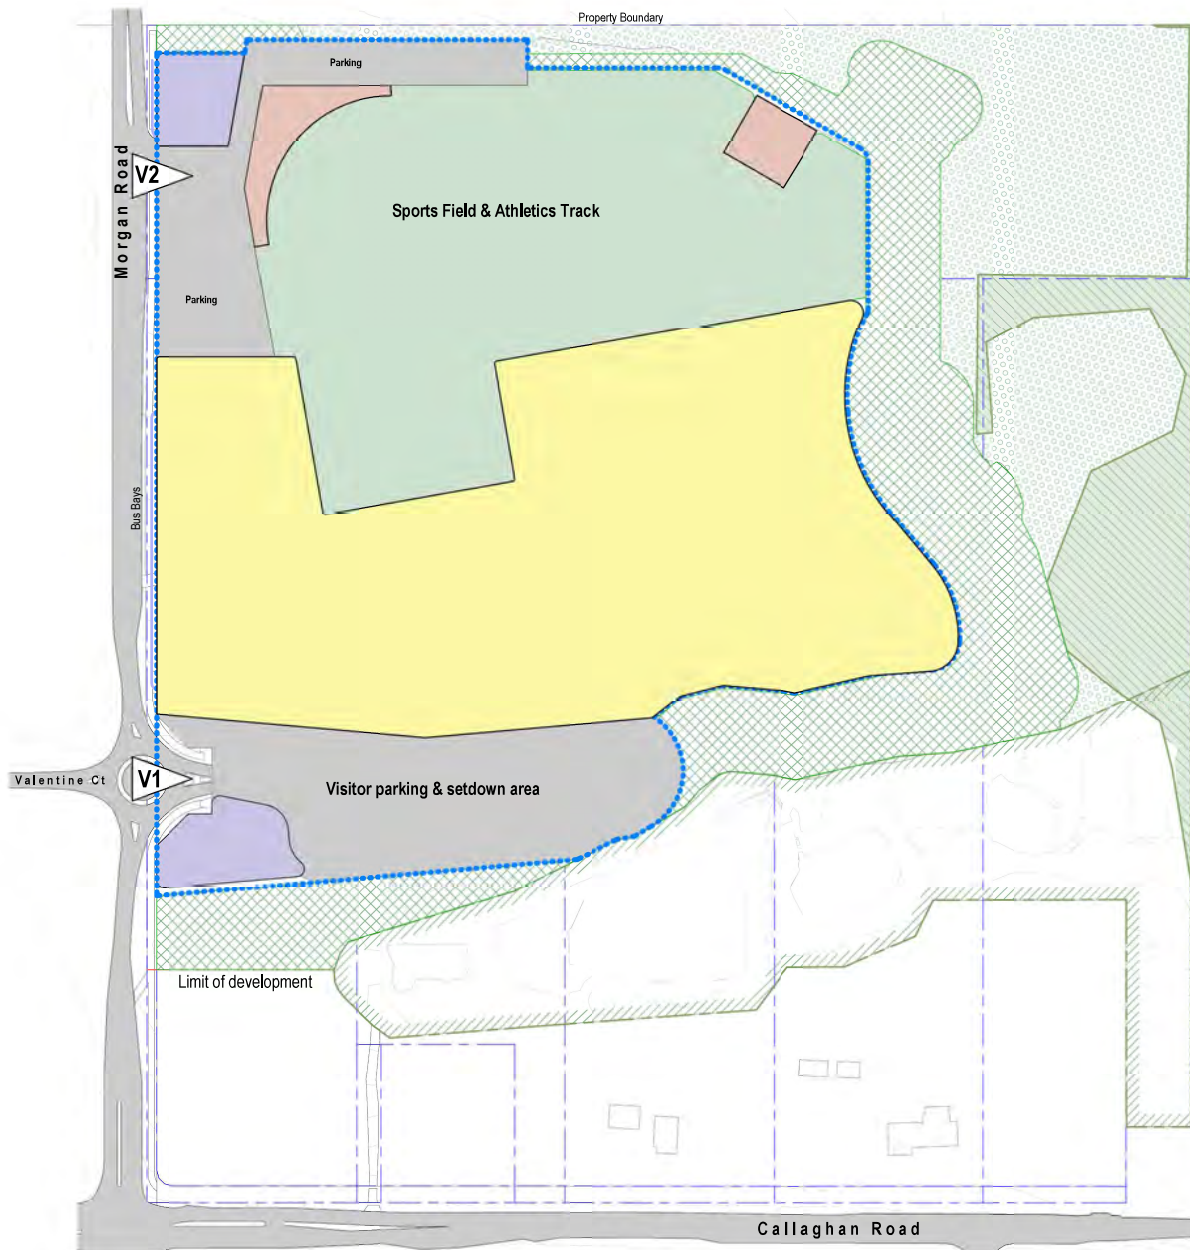 Property Boundary
Parking
V2
Morgan Road
Sports Field & Athletics Track
Parking
Bus Bays
Valentine Ct
V1
Visitor parking & setdown area
Limit of development
Callaghan Road